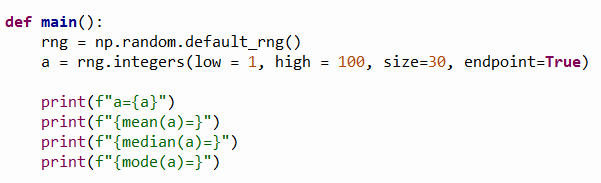 def main():
    rng = np.random.default_rng()
    a = rng.integers(low = 1, high = 100, size=30, endpoint=True)
    print(f"a={a}")
    print(f"{mean(a)=}")
    print(f"{median(a)=}")
    print(f"{mode(a)=}")